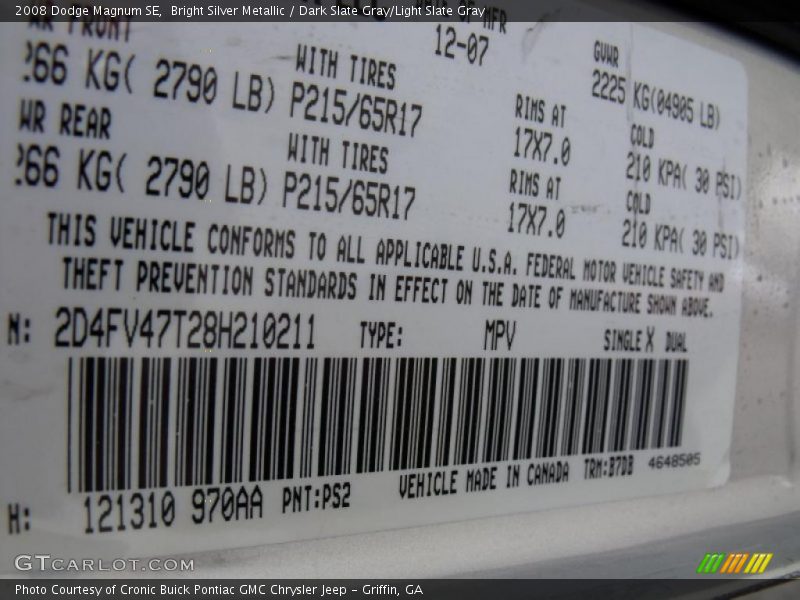 2008 Dodge Magnum SE, Bright Silver Metallic / Dark Slate Gray/Light Slate Gray
FRONT OF MFR
12-07 GVWR
266 KG( 2790 LB) WITH TIRES P215/65R17 RIMS AT 17X7.0 2225 KG(04905 LB) COLD 210 KPA( 30 PSI)
WR REAR
266 KG( 2790 LB) WITH TIRES P215/65R17 RIMS AT 17X7.0 COLD 210 KPA( 30 PSI)
THIS VEHICLE CONFORMS TO ALL APPLICABLE U.S.A. FEDERAL MOTOR VEHICLE SAFETY AND
THEFT PREVENTION STANDARDS IN EFFECT ON THE DATE OF MANUFACTURE SHOWN ABOVE.
N: 2D4FV47T28H210211 TYPE: MPV SINGLE X DUAL
H: 121310 970AA PNT:PS2 VEHICLE MADE IN CANADA TRM:B7DB 4648505
GTCARLOT.COM
Photo Courtesy of Cronic Buick Pontiac GMC Chrysler Jeep - Griffin, GA